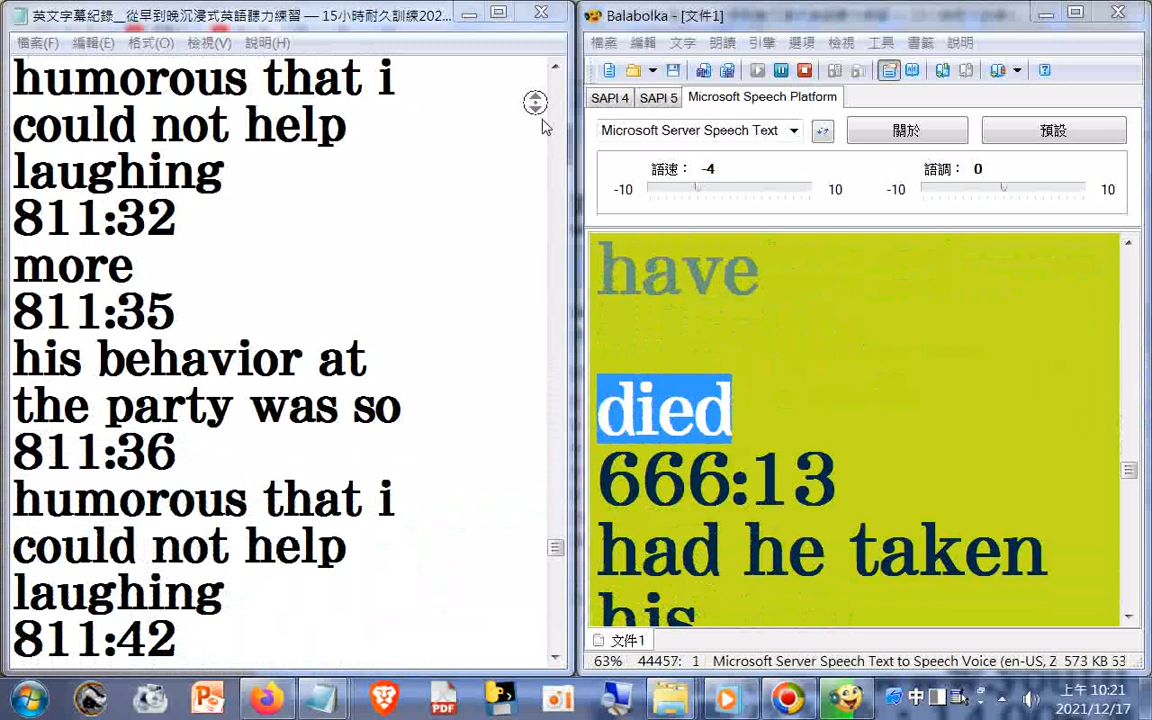 英文字幕紀錄__從早到晚沉浸式英語聽力練習 — 15小時耐久訓練202...
檔案(F) 編輯(E) 格式(O) 檢視(V) 說明(H)
humorous that i
could not help
laughing
811:32
more
811:35
his behavior at
the party was so
811:36
humorous that i
could not help
laughing
811:42
Balabolka - [文件1]
檔案 編輯 文字 朗讀 引擎 選項 檢視 工具 書籤 說明
SAPI 4 SAPI 5 Microsoft Speech Platform
Microsoft Server Speech Text 關於 預設
語速： -4 語調： 0
-10 10 -10 10
have
died
666:13
had he taken
his
文件1
63% 44457: 1 Microsoft Server Speech Text to Speech Voice (en-US, Z 573 KB 53
PDF 中 上午 10:21
2021/12/17